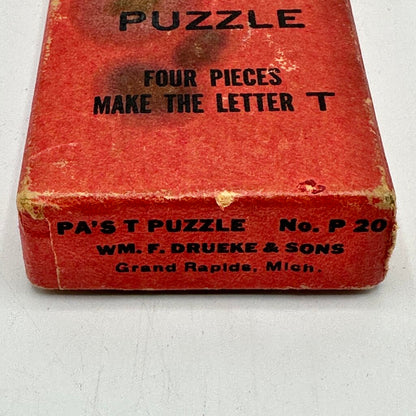 PUZZLE
FOUR PIECES
MAKE THE LETTER T
PA'S T PUZZLE No. P 20
WM. F. DRUEKE & SONS
Grand Rapids, Mich.